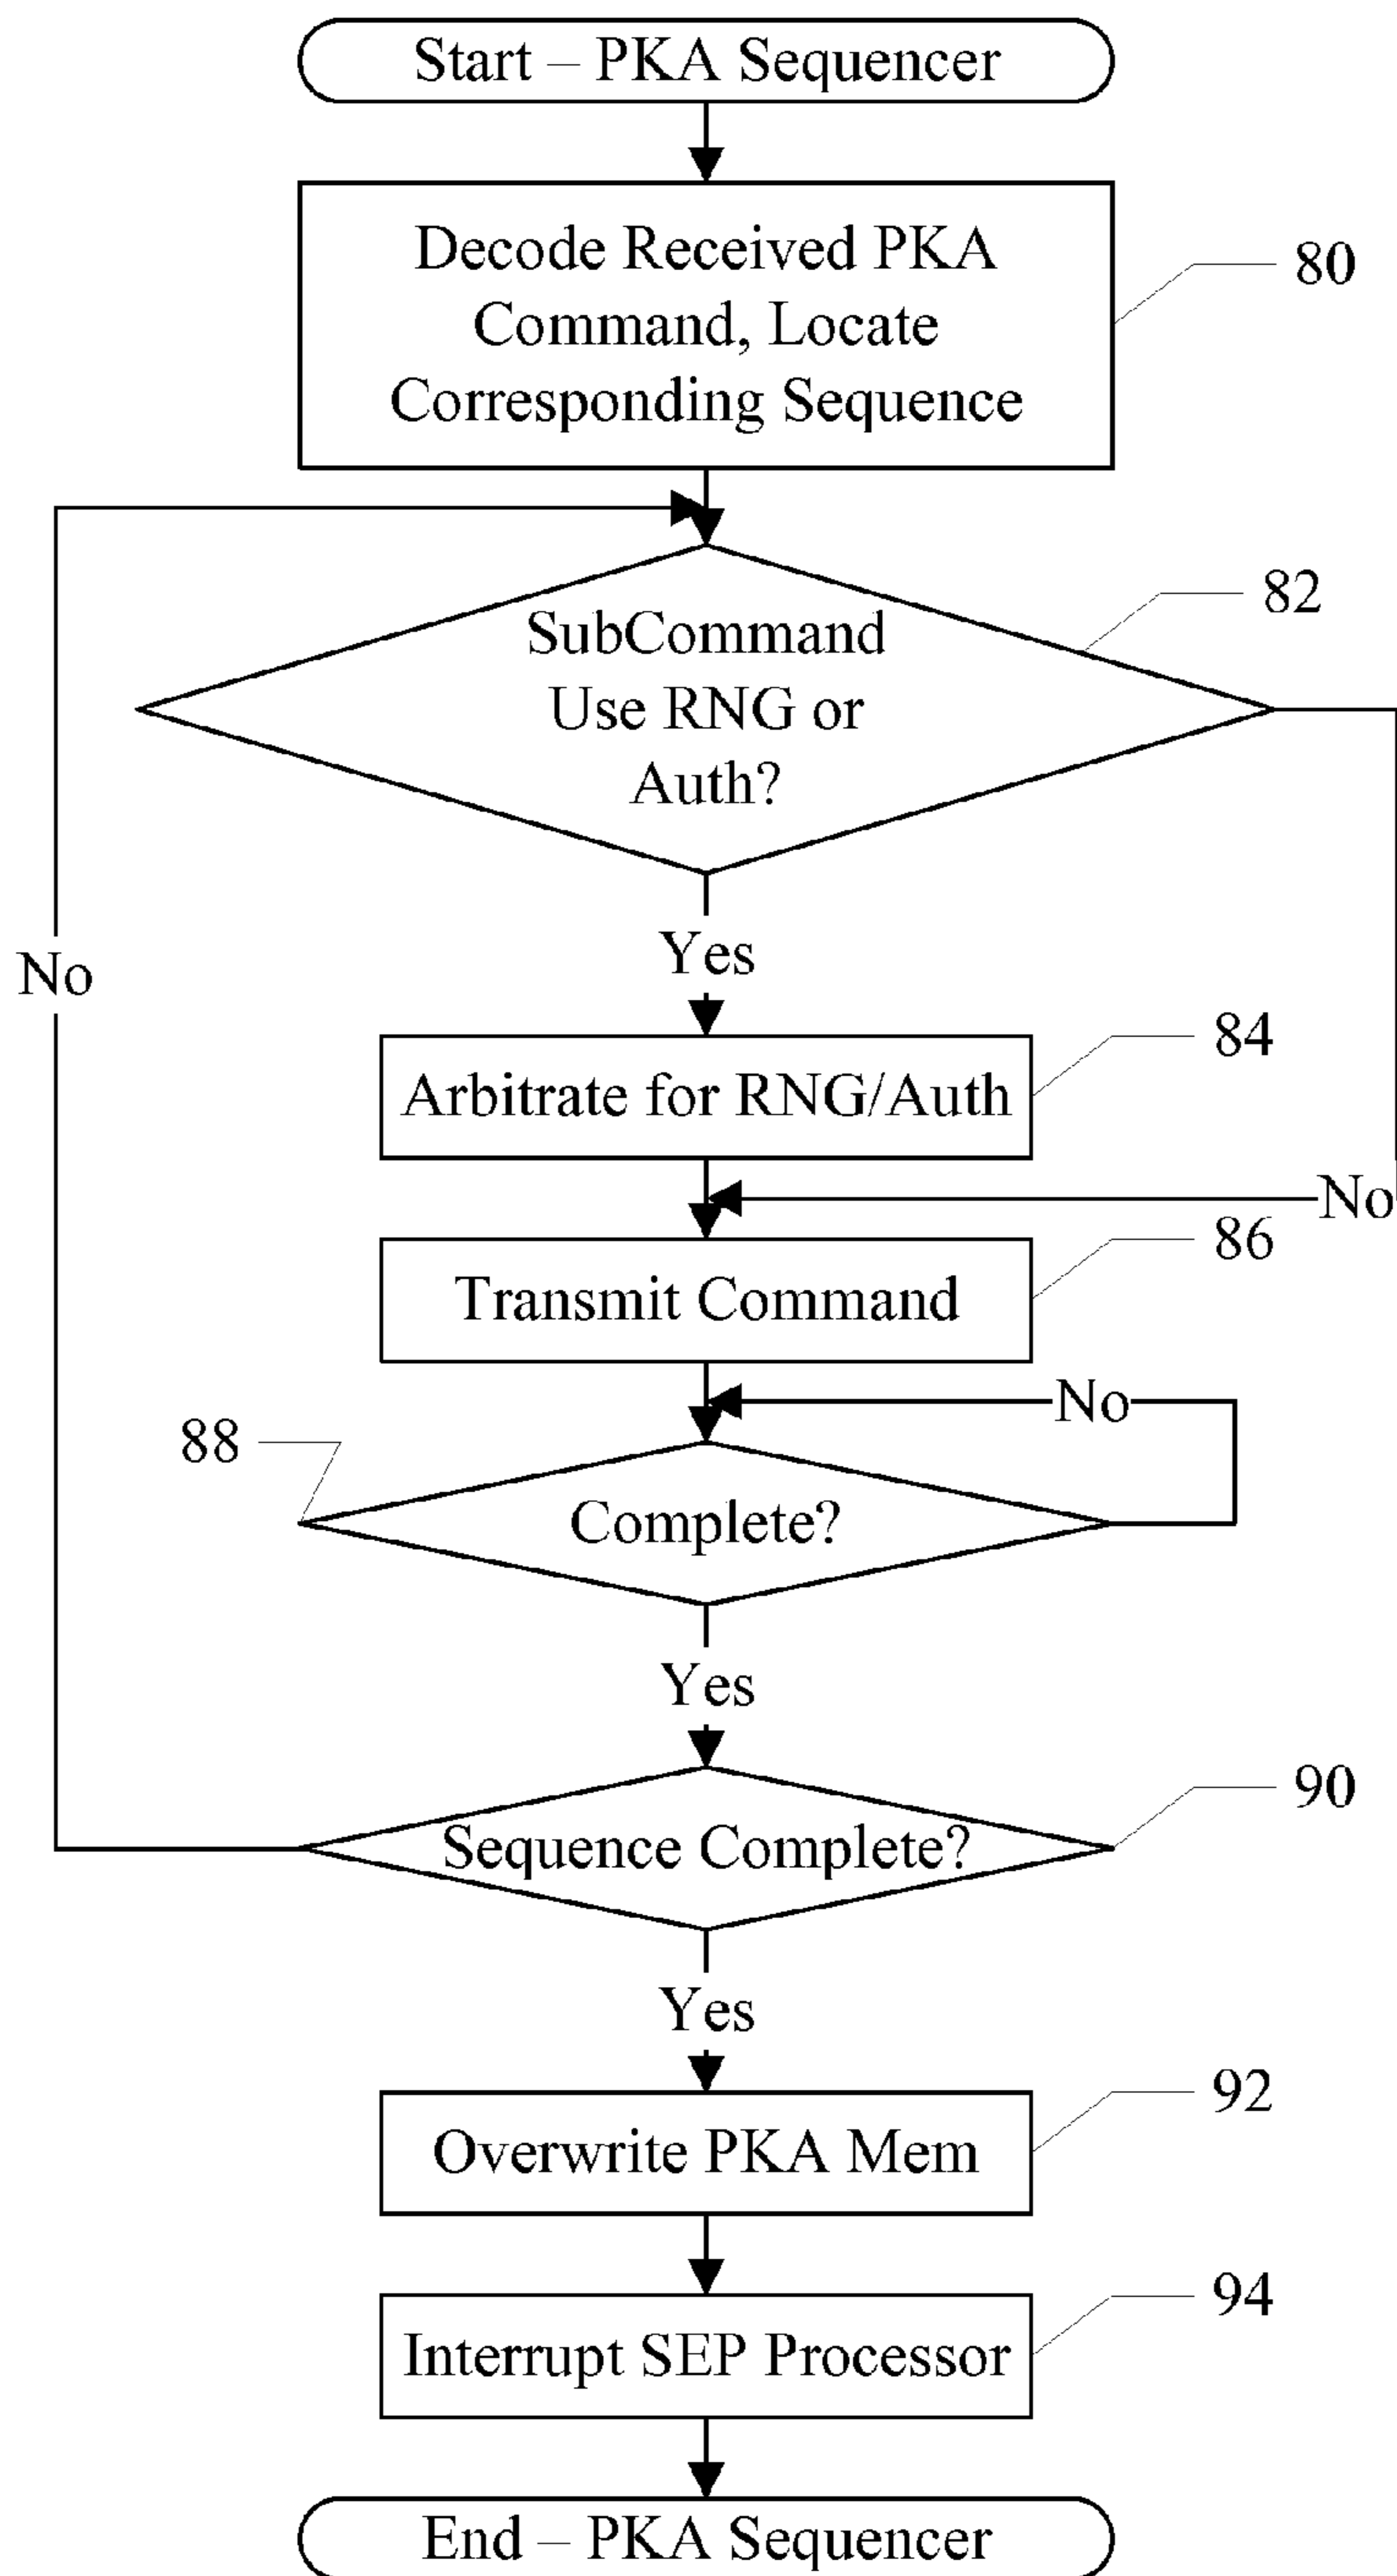 Start – PKA Sequencer
Decode Received PKA
Command, Locate
Corresponding Sequence
80
SubCommand
Use RNG or
Auth?
82
Yes
No
Arbitrate for RNG/Auth
84
No
Transmit Command
86
No
Complete?
88
Yes
Sequence Complete?
90
Yes
Overwrite PKA Mem
92
Interrupt SEP Processor
94
End – PKA Sequencer